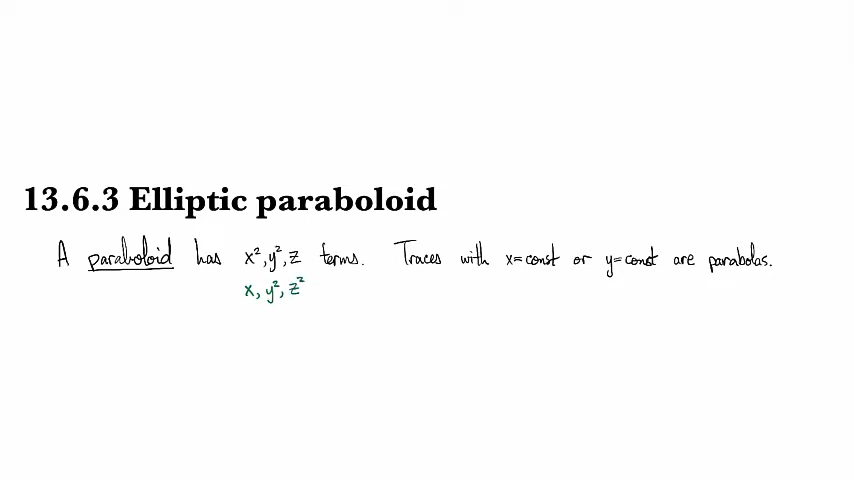 13.6.3 Elliptic paraboloid
A paraboloid has x², y², z terms. Traces with x=const or y=const are parabolas.
x, y², z²